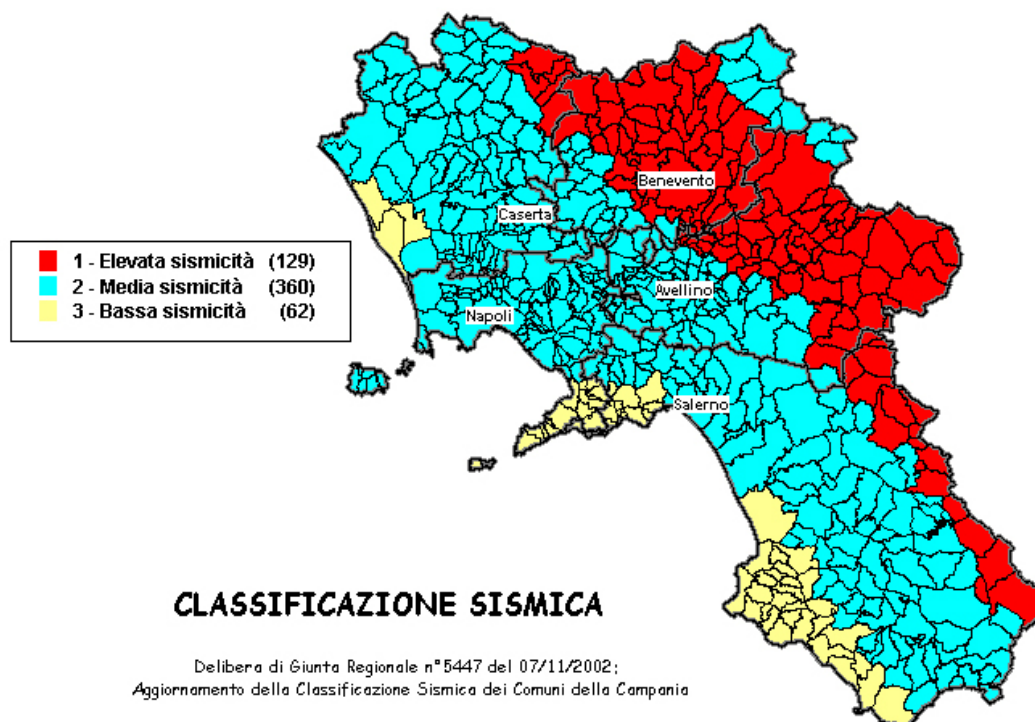 Benevento
Caserta
1 - Elevata sismicità (129)
2 - Media sismicità (360)
3 - Bassa sismicità (62)
Avellino
Napoli
Salerno
CLASSIFICAZIONE SISMICA
Delibera di Giunta Regionale n°5447 del 07/11/2002;
Aggiornamento della Classificazione Sismica dei Comuni della Campania